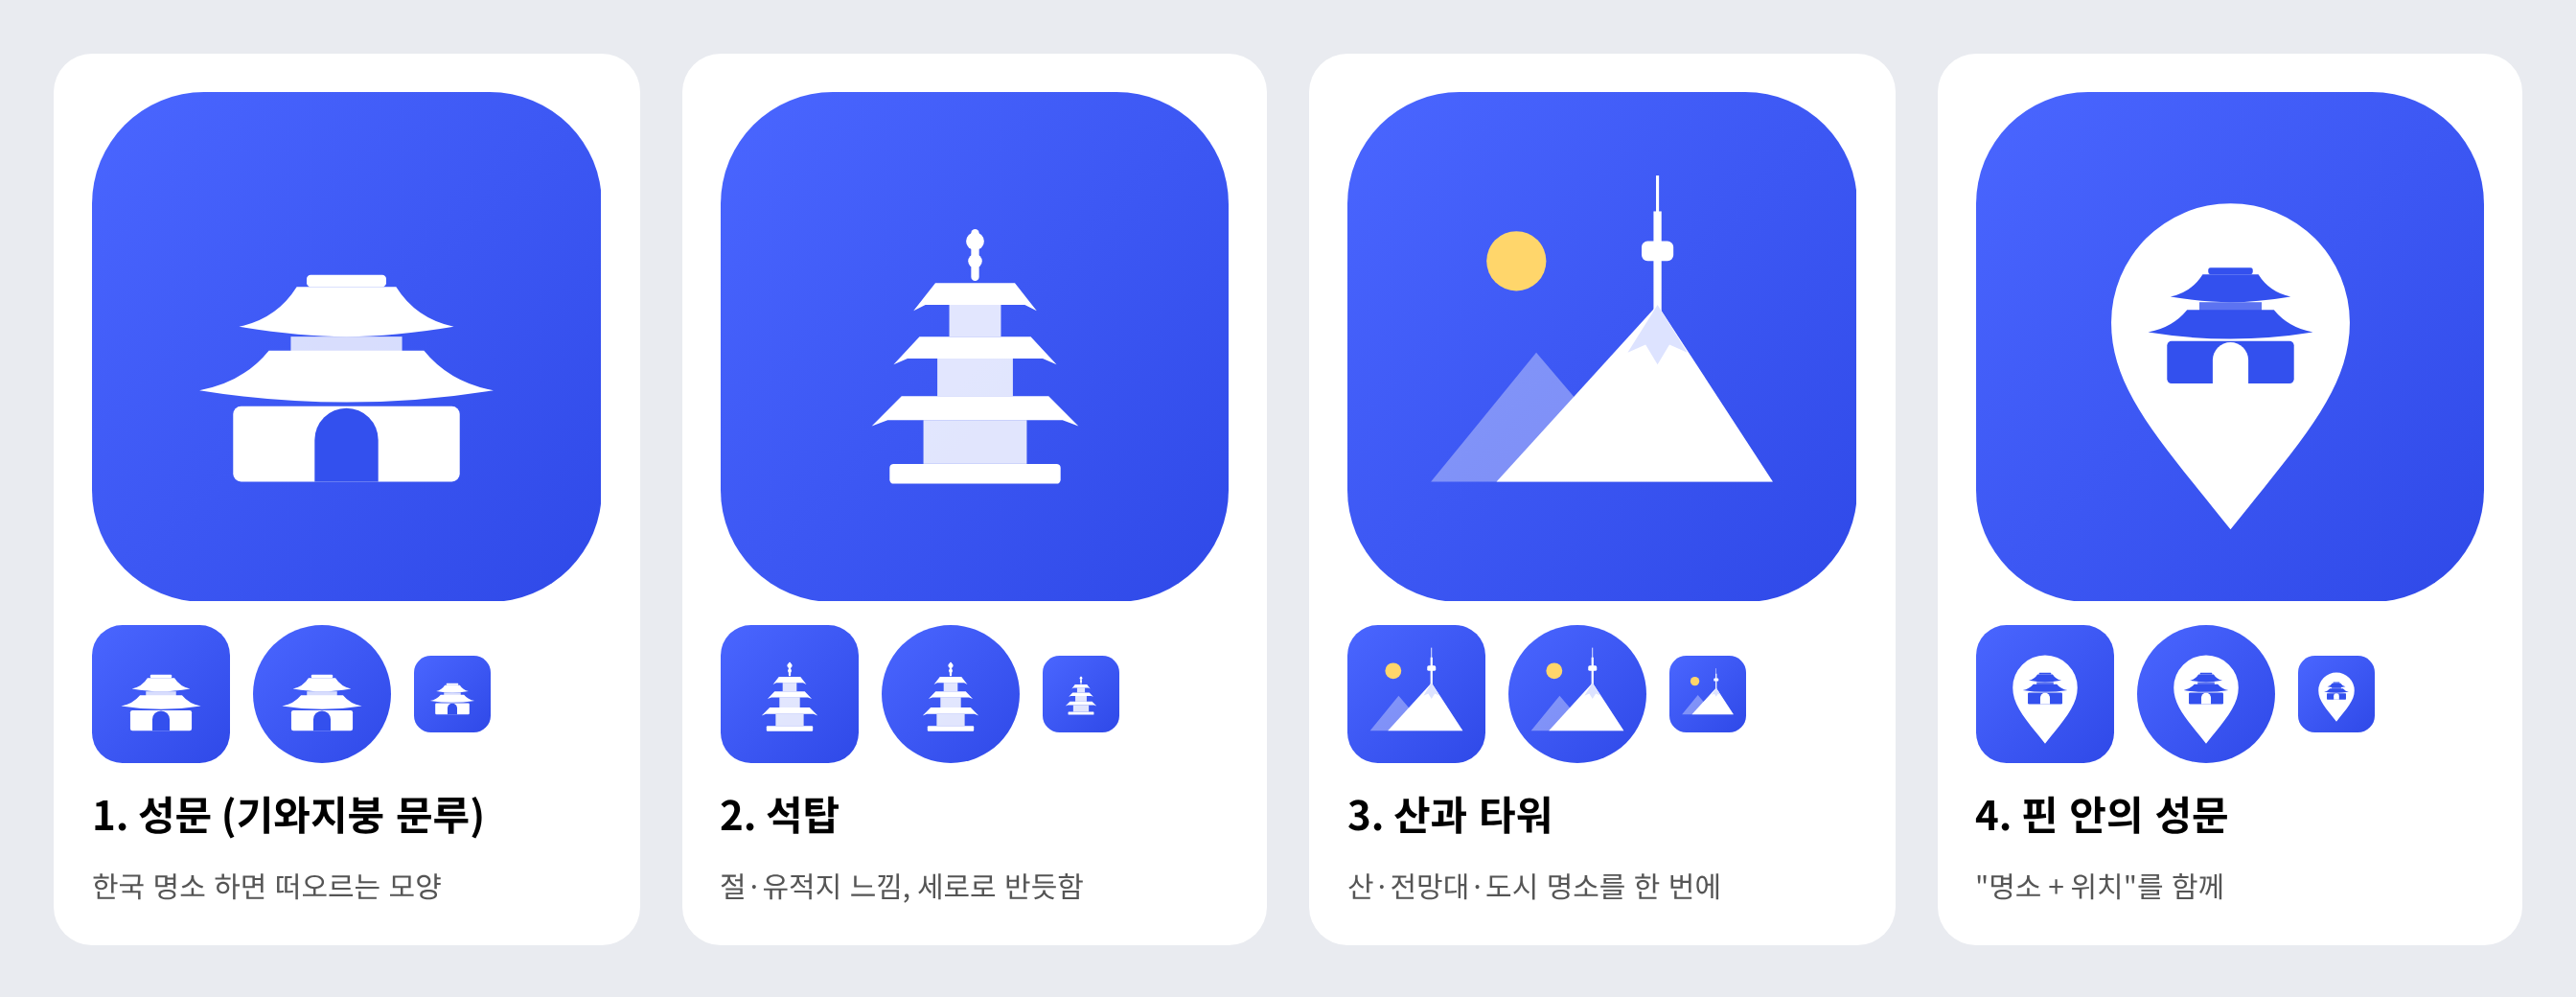 1. 성문 (기와지붕 문루)
한국 명소 하면 떠오르는 모양
2. 석탑
절·유적지 느낌, 세로로 반듯함
3. 산과 타워
산·전망대·도시 명소를 한 번에
4. 핀 안의 성문
"명소 + 위치"를 함께